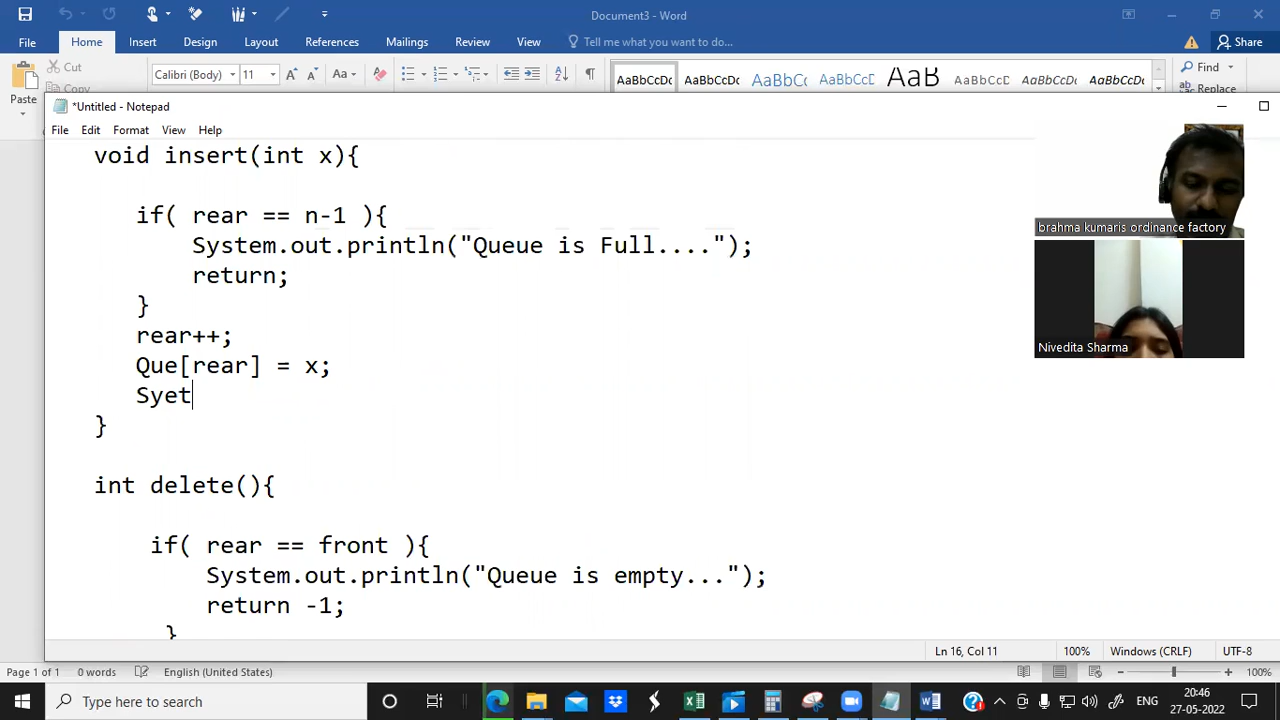 Document3 - Word
File Home Insert Design Layout References Mailings Review View Tell me what you want to do... Share
Cut
Copy
Paste
Calibri (Body) 11 Aa
AaBbCcDc AaBbCcDc AaBbCc AaBbCcC AaB AaBbCcD AaBbCcDc AaBbCcDc
Find
Replace
*Untitled - Notepad
File Edit Format View Help
void insert(int x){
if( rear == n-1 ){
System.out.println("Queue is Full....");
return;
}
rear++;
Que[rear] = x;
Syet
}
int delete(){
if( rear == front ){
System.out.println("Queue is empty...");
return -1;
}
brahma kumaris ordinance factory
Nivedita Sharma
Ln 16, Col 11 100% Windows (CRLF) UTF-8
Page 1 of 1 0 words English (United States) 100%
Type here to search
ENG
20:46
27-05-2022